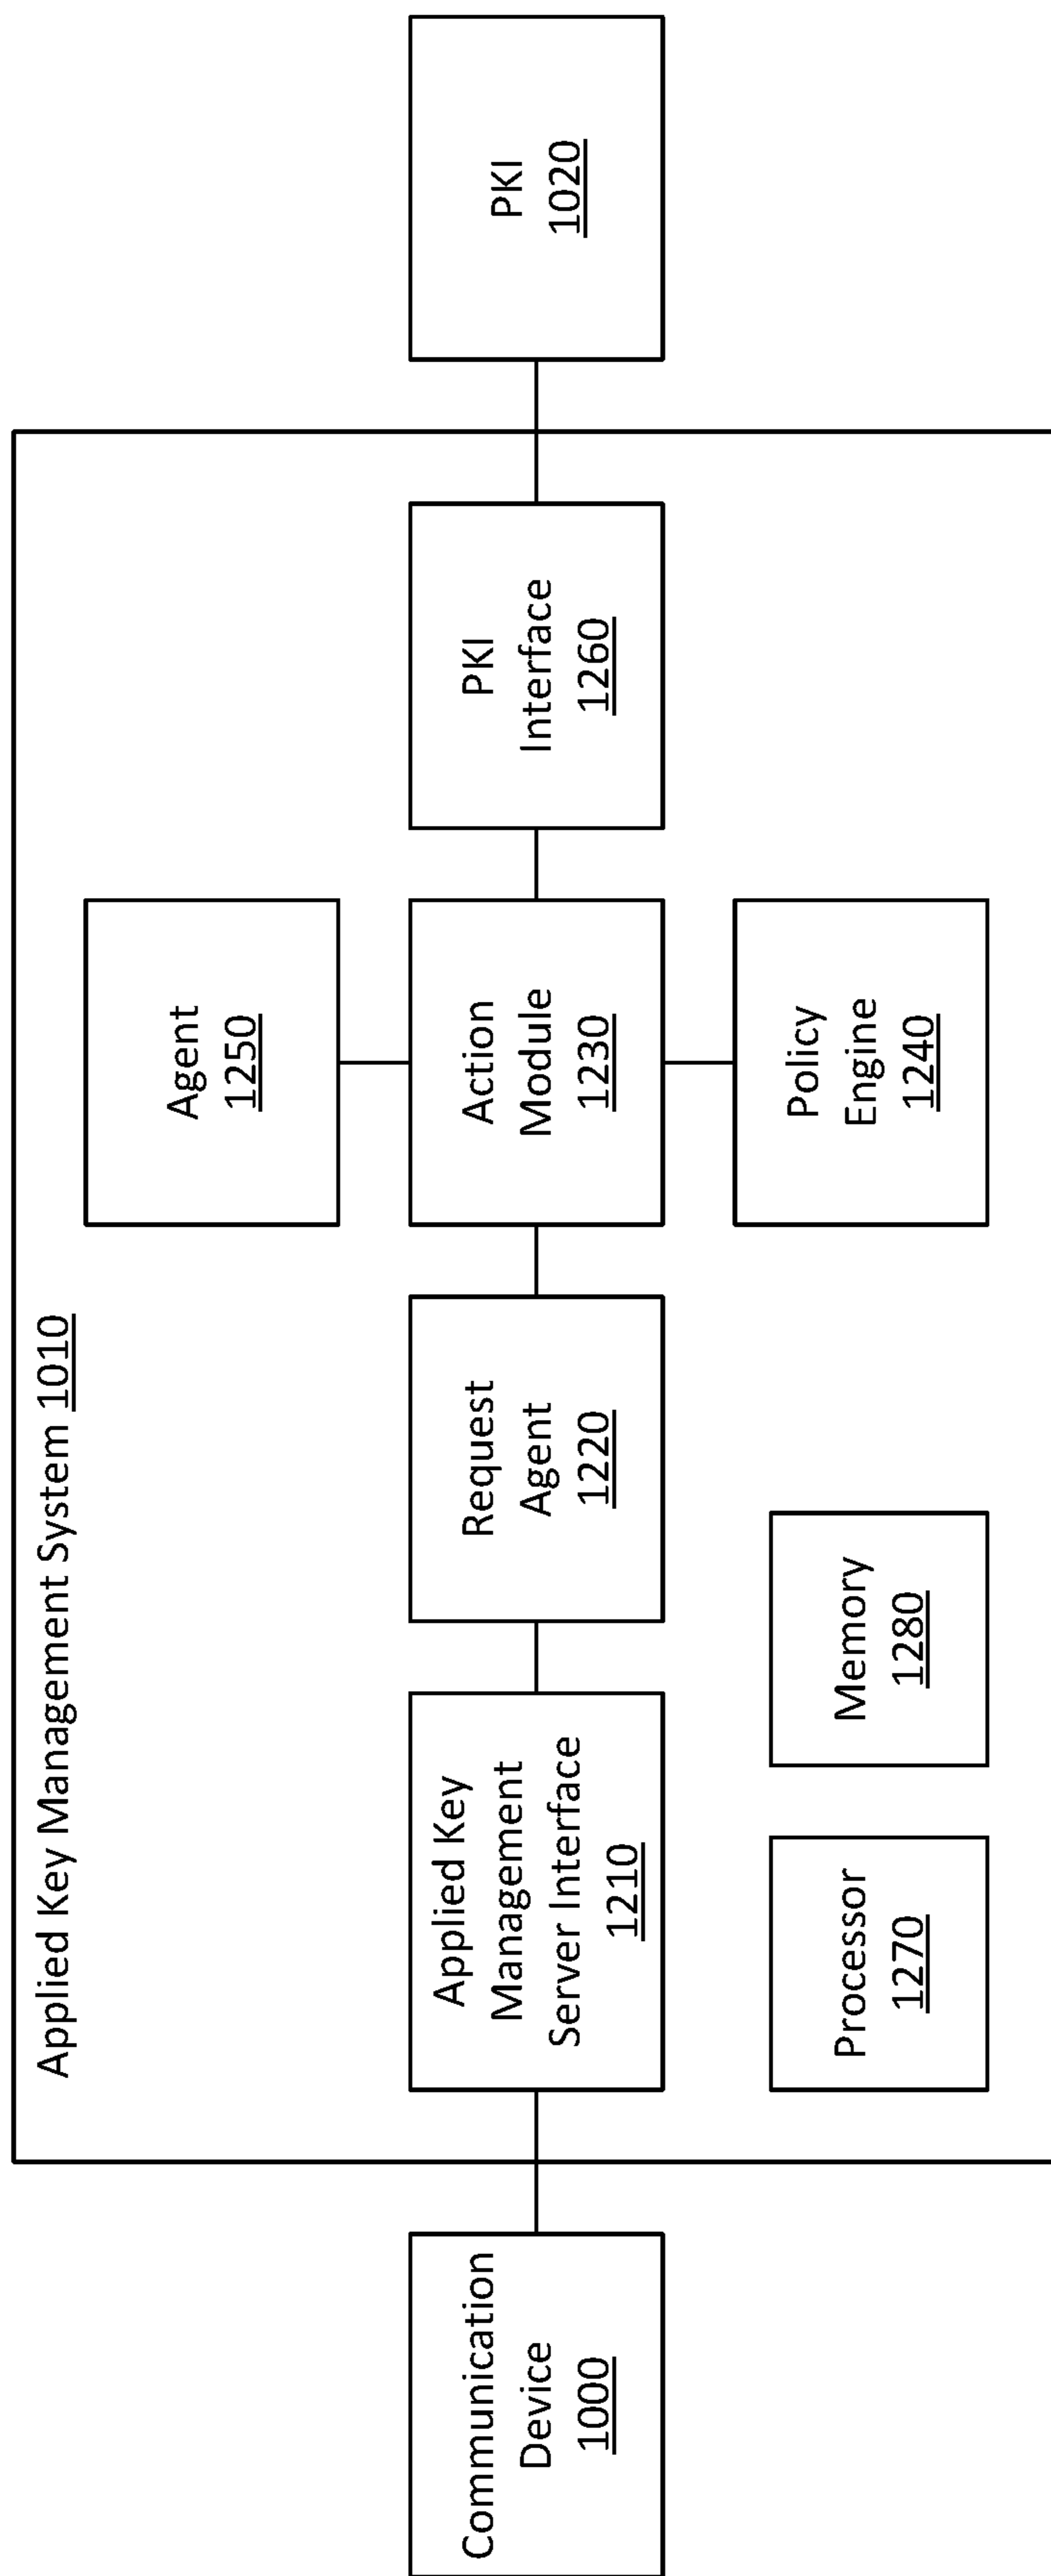 Applied Key Management System 1010
Communication
Device
1000
Applied Key
Management
Server Interface
1210
Request
Agent
1220
Agent
1250
Action
Module
1230
Policy
Engine
1240
PKI
Interface
1260
PKI
1020
Processor
1270
Memory
1280